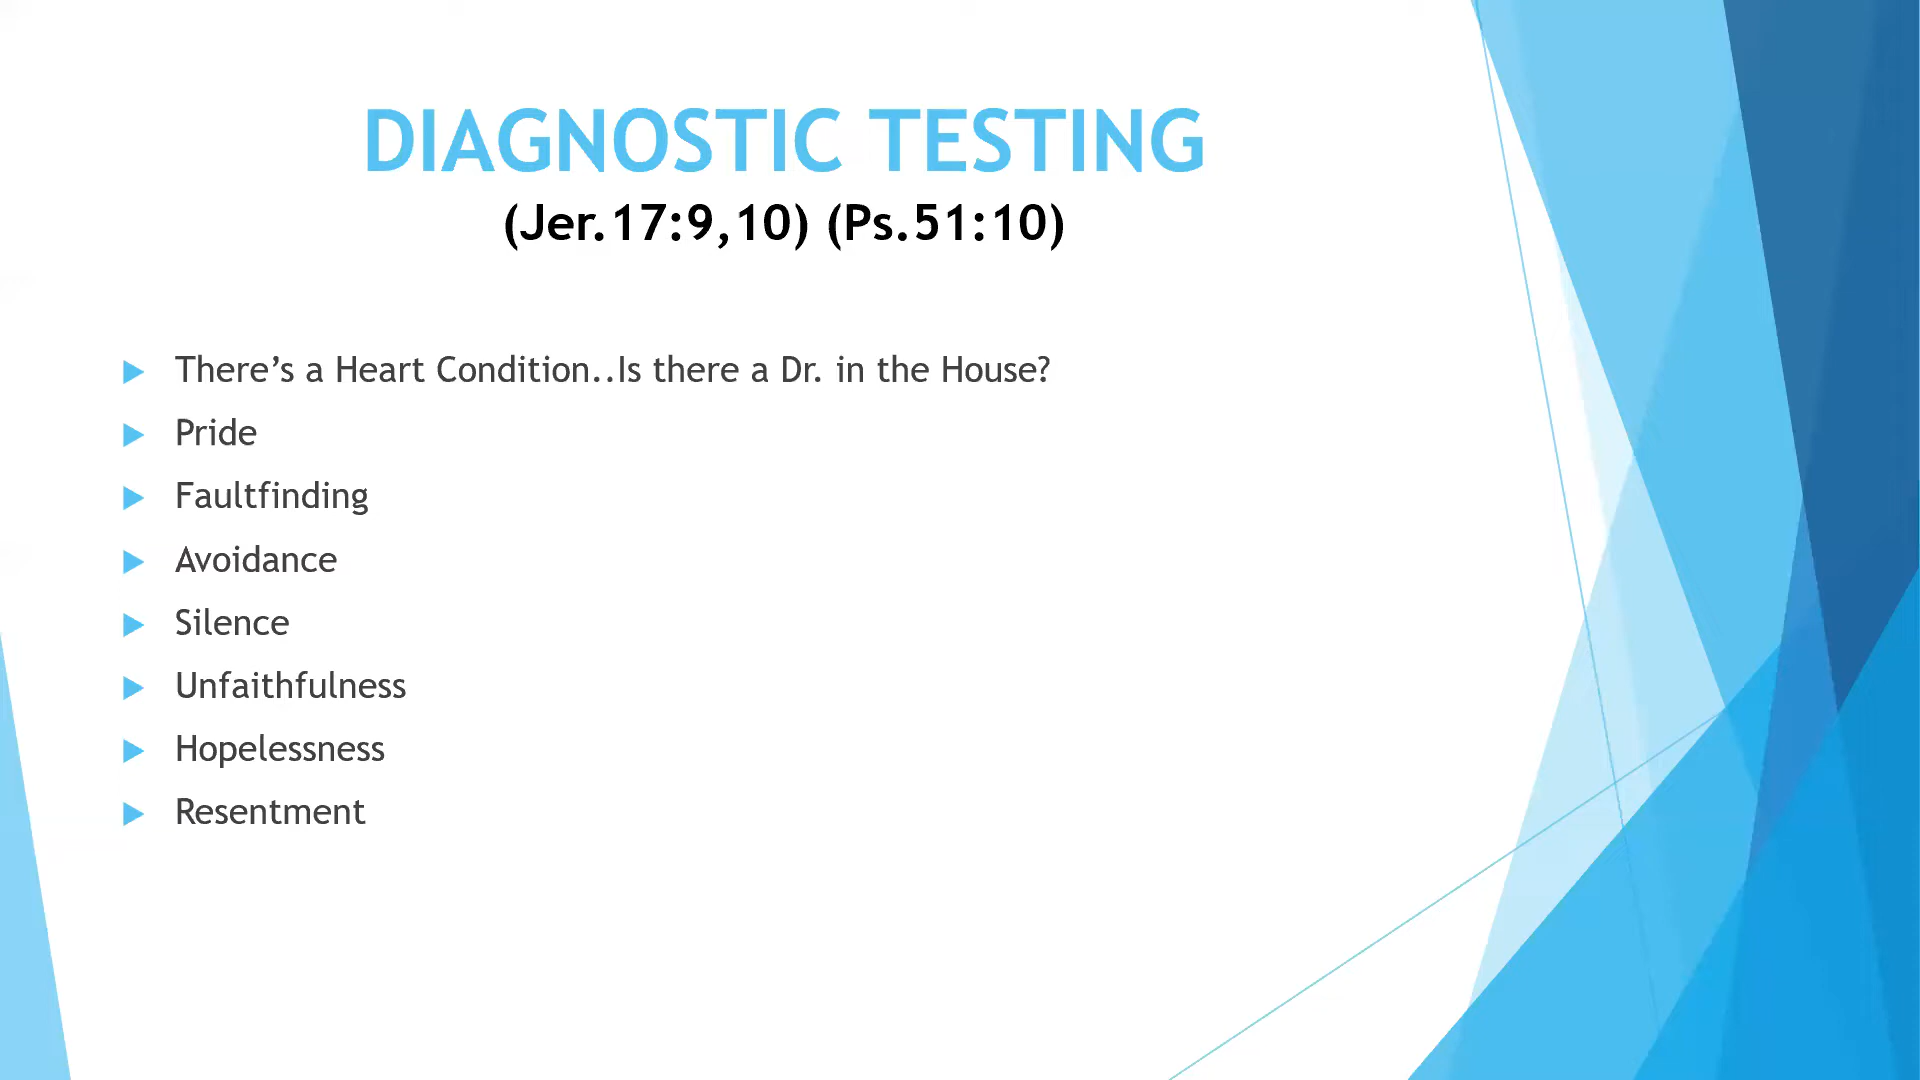 DIAGNOSTIC TESTING
(Jer.17:9,10) (Ps.51:10)
There’s a Heart Condition..Is there a Dr. in the House?
Pride
Faultfinding
Avoidance
Silence
Unfaithfulness
Hopelessness
Resentment